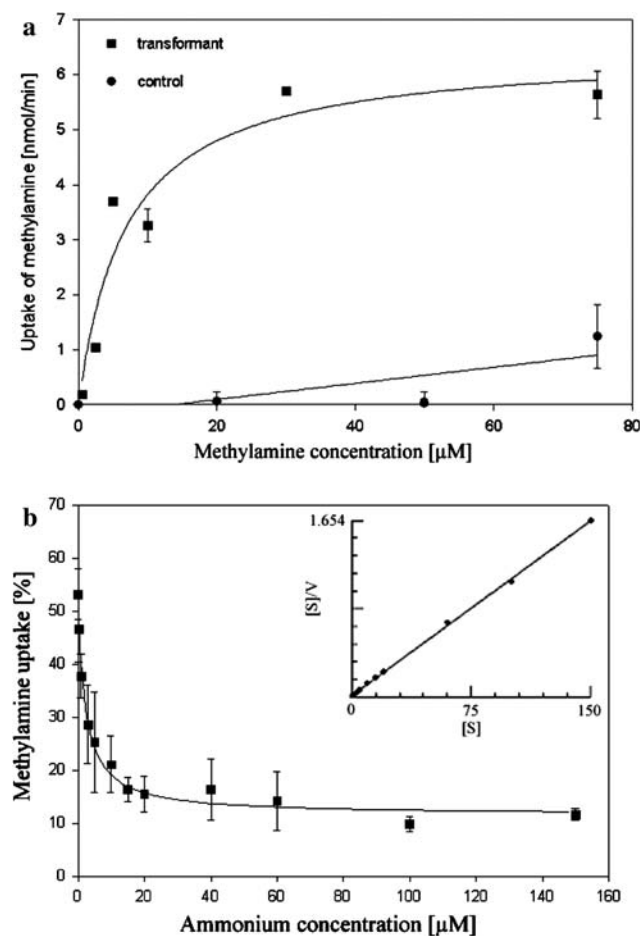 a
transformant
control
Uptake of methylamine [nmol/min]
7
6
5
4
3
2
1
0
0 20 40 60 80
Methylamine concentration [µM]
b
Methylamine uptake [%]
70
60
50
40
30
20
10
0
0 20 40 60 80 100 120 140 160
Ammonium concentration [µM]
1.654
[S]/V
0 75 150
[S]